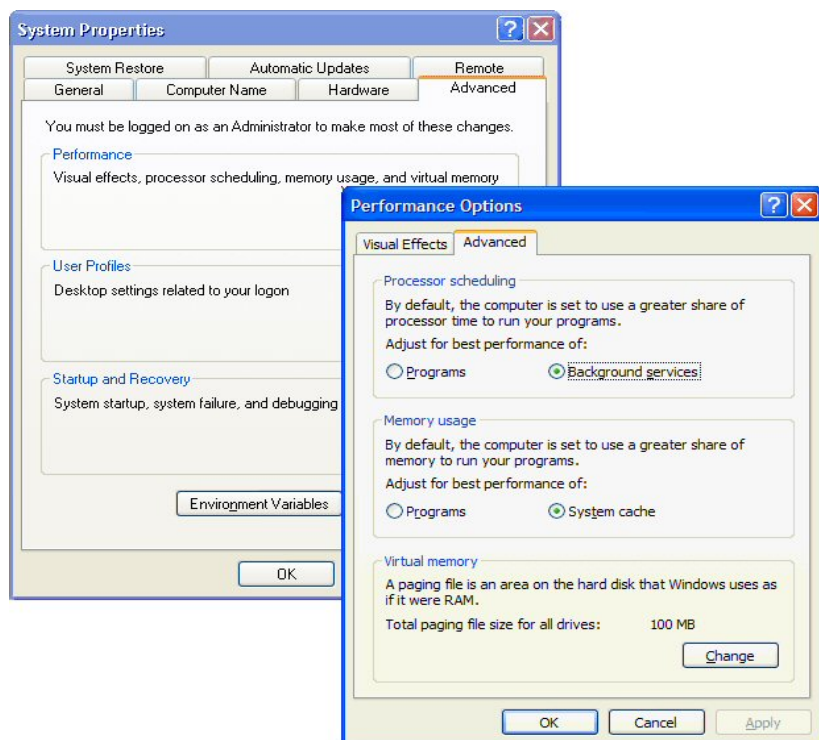 System Properties
System Restore
Automatic Updates
Remote
General
Computer Name
Hardware
Advanced
You must be logged on as an Administrator to make most of these changes.
Performance
Visual effects, processor scheduling, memory usage, and virtual memory
User Profiles
Desktop settings related to your logon
Startup and Recovery
System startup, system failure, and debugging
Environment Variables
OK
Performance Options
Visual Effects
Advanced
Processor scheduling
By default, the computer is set to use a greater share of
processor time to run your programs.
Adjust for best performance of:
Programs
Background services
Memory usage
By default, the computer is set to use a greater share of
memory to run your programs.
Adjust for best performance of:
Programs
System cache
Virtual memory
A paging file is an area on the hard disk that Windows uses as
if it were RAM.
Total paging file size for all drives: 100 MB
Change
OK
Cancel
Apply